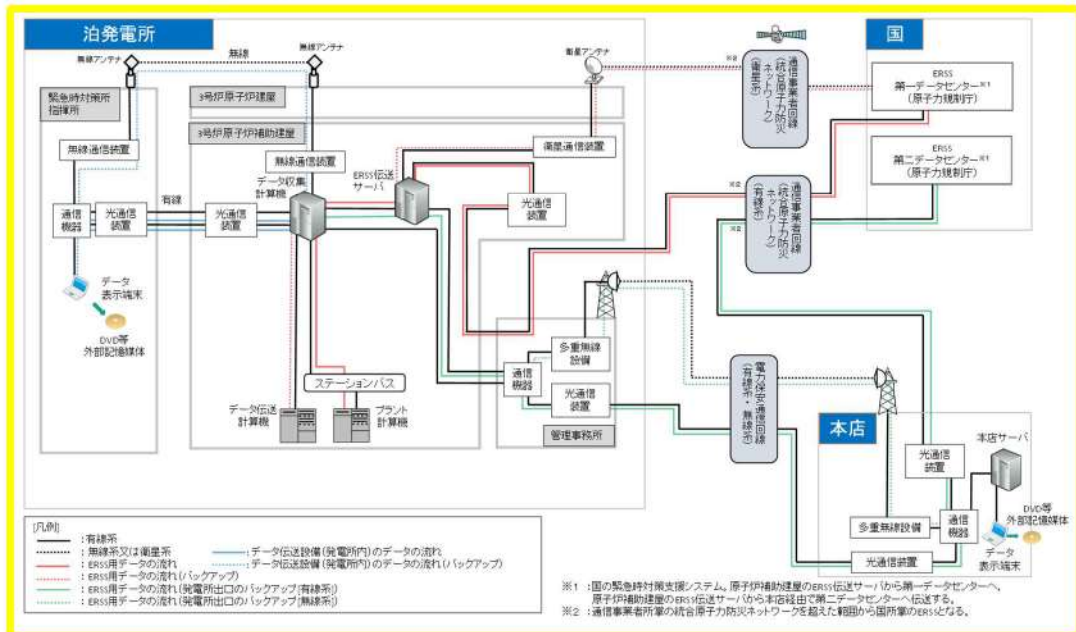 泊発電所
無線アンテナ
無線
無線アンテナ
衛星アンテナ
緊急時対策所
指揮所
3号炉原子炉建屋
3号炉原子炉補助建屋
無線通信装置
無線通信装置
データ収集
計算機
ERSS伝送
サーバ
衛星通信装置
光通信
装置
有線
通信
機器
光通信
装置
光通信
装置
データ
表示端末
DVD等
外部記憶媒体
ステーションバス
データ伝送
計算機
プラント
計算機
通信
機器
多重無線
設備
光通信
装置
管理事務所
※2
通信事業者回線
(統合原子力防災
ネットワーク)
(衛星系)
※2
※2
通信事業者回線
(統合原子力防災
ネットワーク)
(有線系)
電力保安通信回線
(有線系・無線系)
国
ERSS
第一データセンター※1
(原子力規制庁)
ERSS
第二データセンター※1
(原子力規制庁)
本店
光通信
装置
本店サーバ
多重無線設備
通信
機器
光通信装置
DVD等
外部記憶媒体
データ
表示端末
[凡例]
:有線系
:無線系又は衛星系
:ERSS用データの流れ
:ERSS用データの流れ(バックアップ)
:ERSS用データの流れ(発電所出口のバックアップ[有線系])
:ERSS用データの流れ(発電所出口のバックアップ[無線系])
:データ伝送設備(発電所内)のデータの流れ
:データ伝送設備(発電所内)のデータの流れ(バックアップ)
※1:国の緊急時対策支援システム。原子炉補助建屋のERSS伝送サーバから第一データセンターへ、
原子炉補助建屋のERSS伝送サーバから本店経由で第二データセンターへ伝送する。
※2:通信事業者所掌の統合原子力防災ネットワークを超えた範囲から国所掌のERSSとなる。